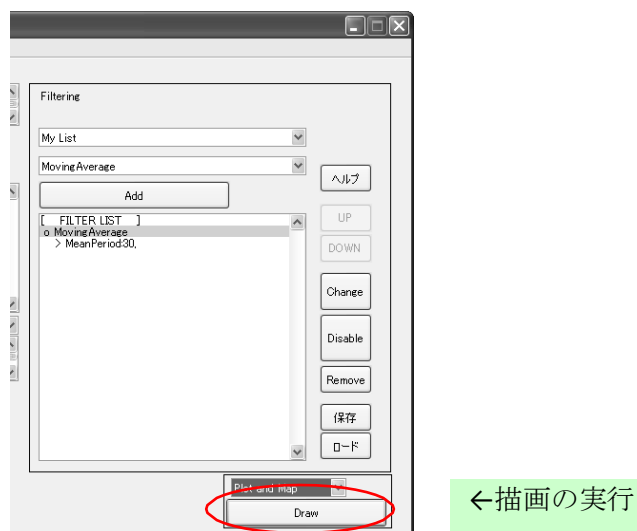 Filtering
My List
MovingAverage
Add
ヘルプ
[ FILTER LIST ]
o MovingAverage
> MeanPeriod:30,
UP
DOWN
Change
Disable
Remove
保存
ロード
Plot and Map
Draw
←描画の実行